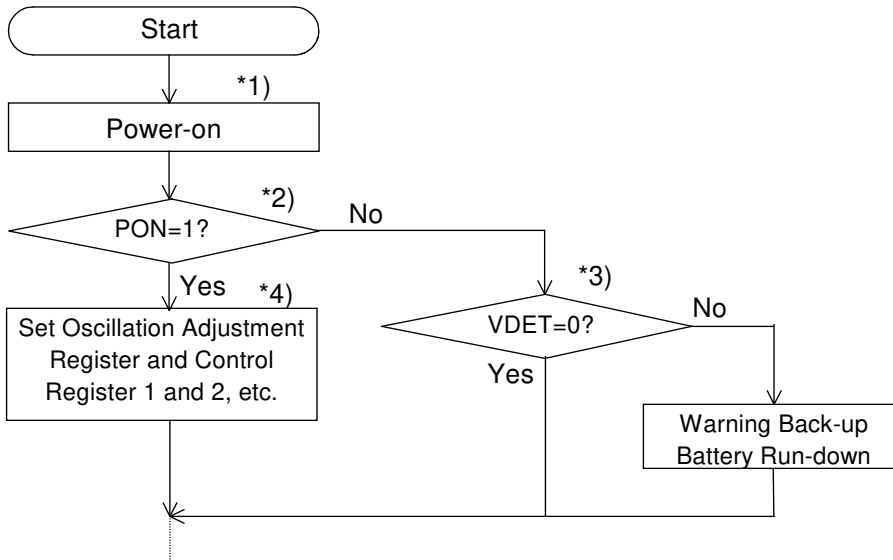 Start
*1)
Power-on
*2)
PON=1?
No
Yes
*4)
Set Oscillation Adjustment
Register and Control
Register 1 and 2, etc.
*3)
VDET=0?
No
Yes
Warning Back-up
Battery Run-down